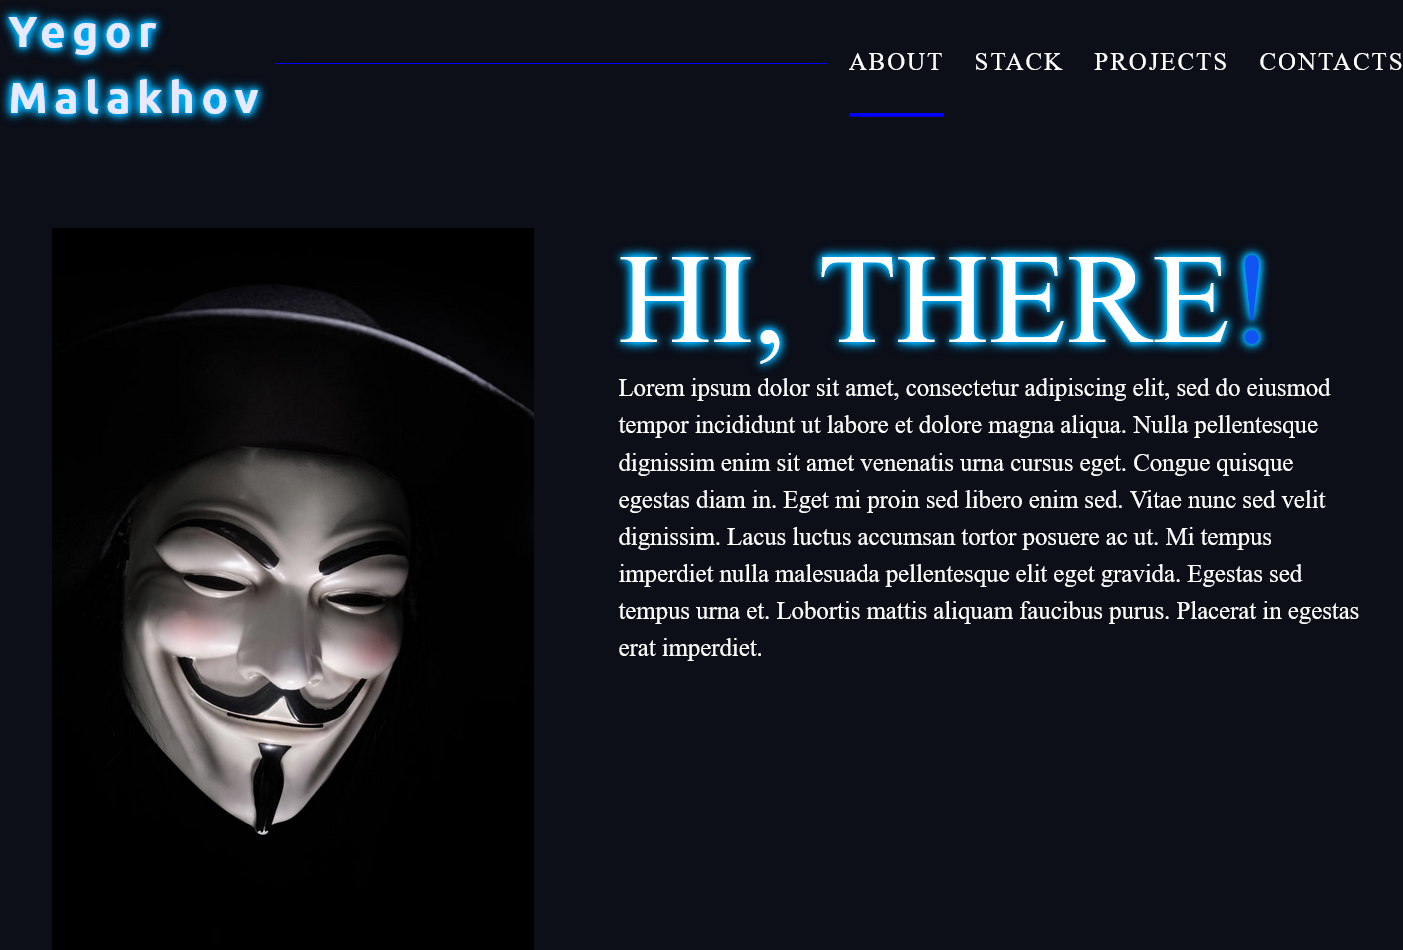 Yegor
Malakhov
ABOUT STACK PROJECTS CONTACTS
HI, THERE!
Lorem ipsum dolor sit amet, consectetur adipiscing elit, sed do eiusmod
tempor incididunt ut labore et dolore magna aliqua. Nulla pellentesque
dignissim enim sit amet venenatis urna cursus eget. Congue quisque
egestas diam in. Eget mi proin sed libero enim sed. Vitae nunc sed velit
dignissim. Lacus luctus accumsan tortor posuere ac ut. Mi tempus
imperdiet nulla malesuada pellentesque elit eget gravida. Egestas sed
tempus urna et. Lobortis mattis aliquam faucibus purus. Placerat in egestas
erat imperdiet.